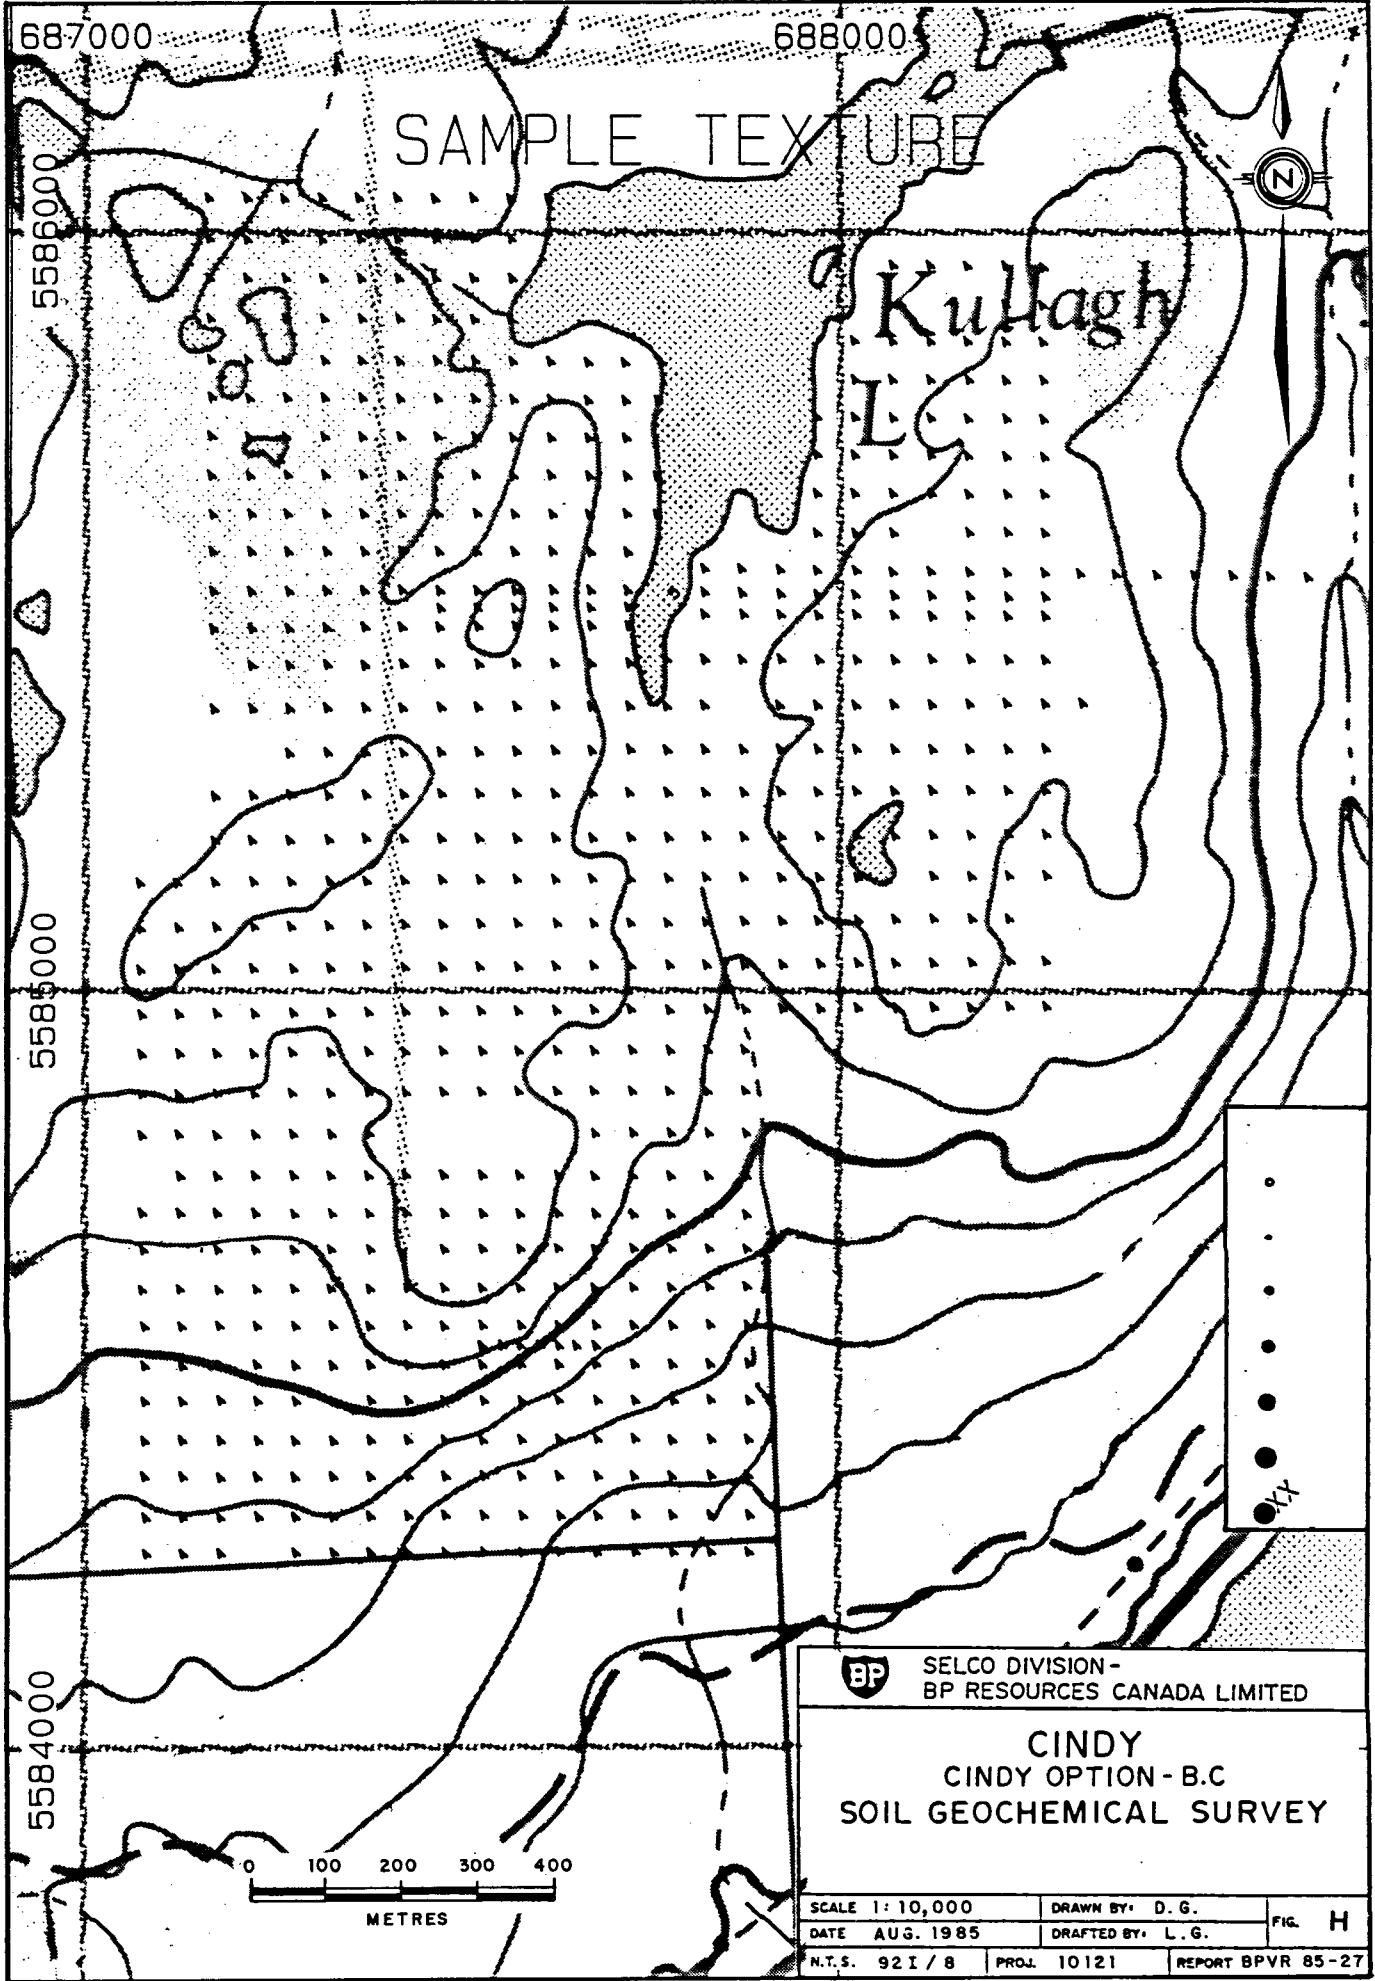 687000
688000
SAMPLE TEXTURE
5586000
N
Kullagh
L
5585000
xx
5584000
BP
SELCO DIVISION-
BP RESOURCES CANADA LIMITED
CINDY
CINDY OPTION - B.C
SOIL GEOCHEMICAL SURVEY
0 100 200 300 400
METRES
SCALE 1:10,000
DRAWN BY: D.G.
FIG. H
DATE AUG. 1985
DRAFTED BY: L.G.
N.T.S. 92 I / 8
PROJ. 10121
REPORT BPVR 85-27